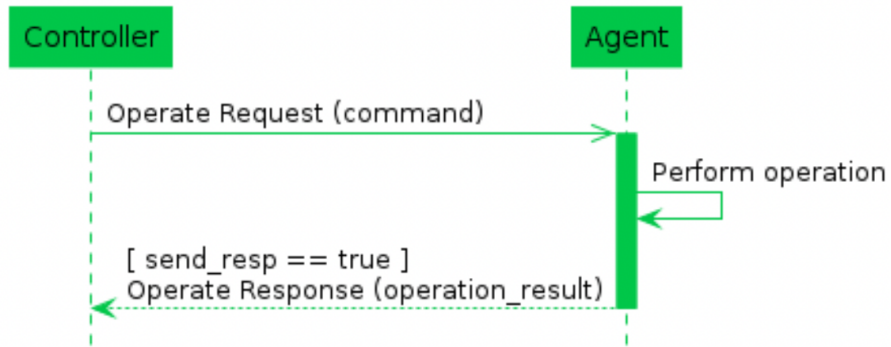 Controller
Agent
Operate Request (command)
Perform operation
[ send_resp == true ]
Operate Response (operation_result)